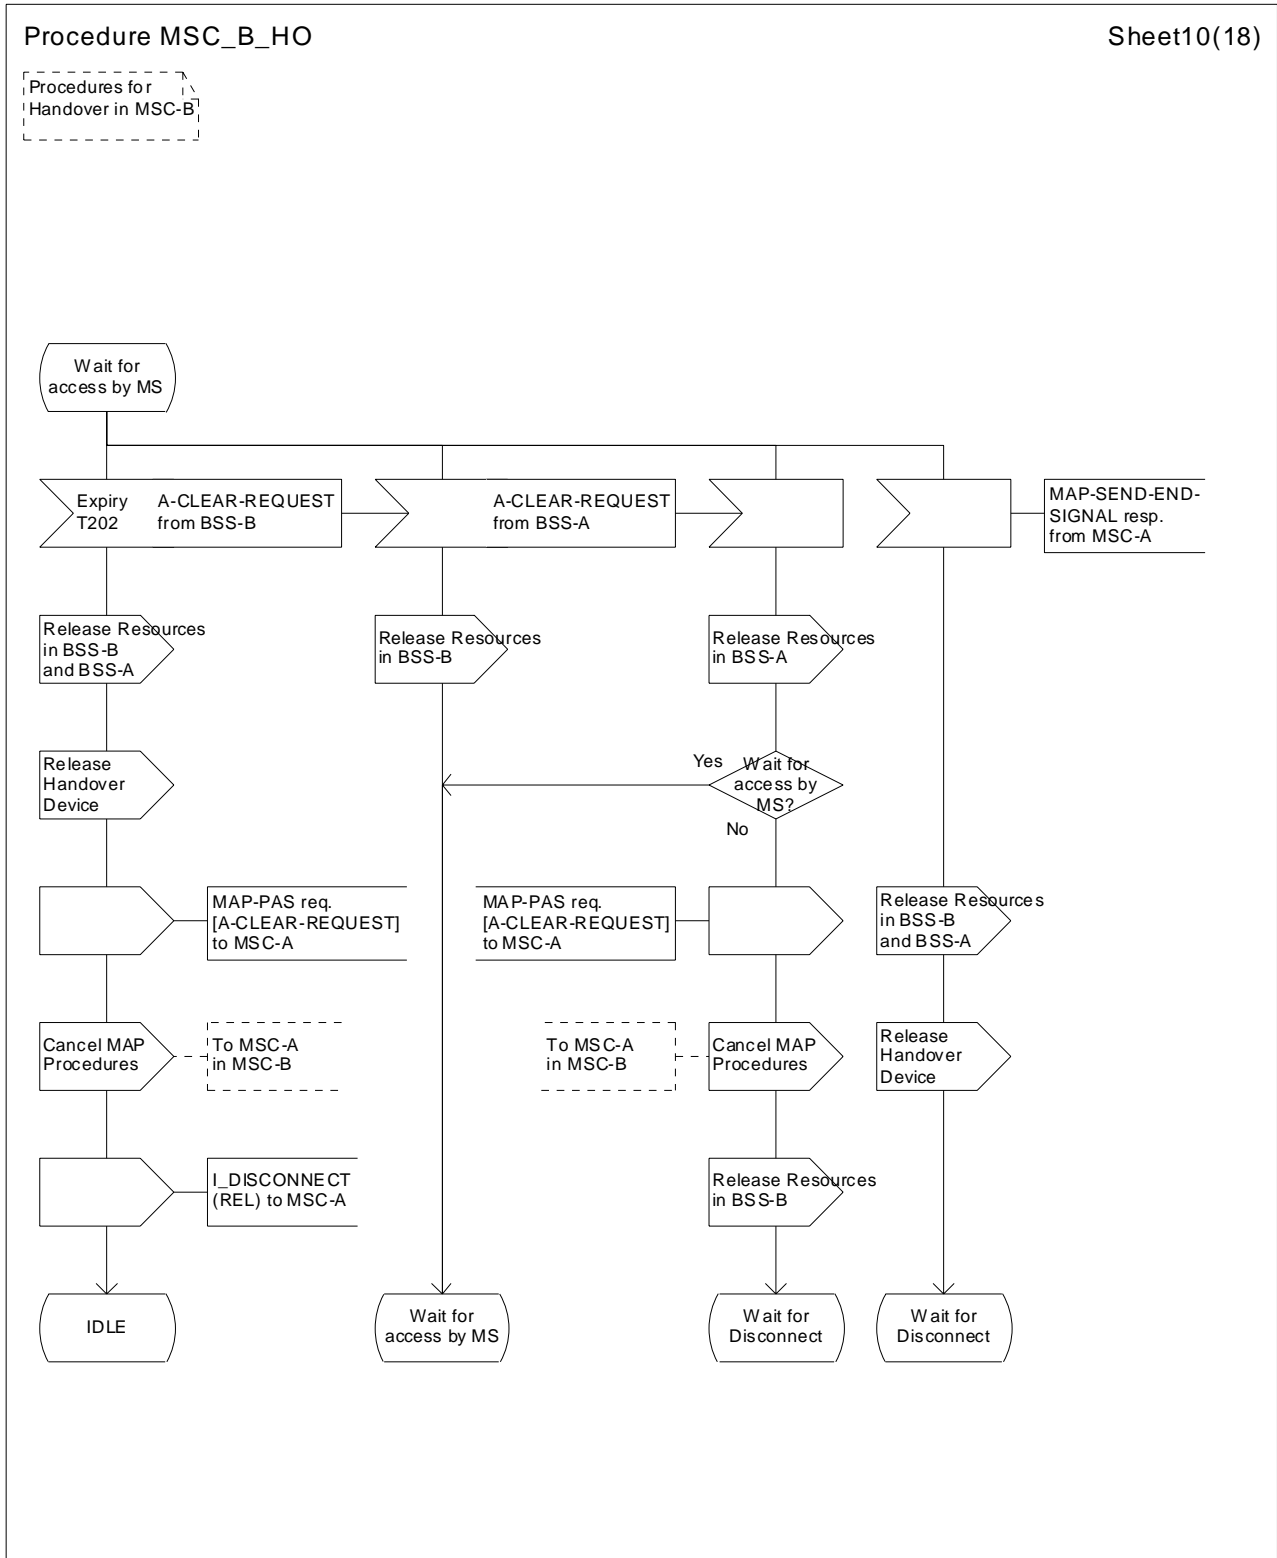 Procedure MSC_B_HO
Sheet10(18)
Procedures for
Handover in MSC-B
Wait for
access by MS
Expiry
T202
A-CLEAR-REQUEST
from BSS-B
A-CLEAR-REQUEST
from BSS-A
MAP-SEND-END-
SIGNAL resp.
from MSC-A
Release Resources
in BSS-B
and BSS-A
Release Resources
in BSS-B
Release Resources
in BSS-A
Release
Handover
Device
Yes
Wait for
access by
MS?
No
MAP-PAS req.
[A-CLEAR-REQUEST]
to MSC-A
MAP-PAS req.
[A-CLEAR-REQUEST]
to MSC-A
Release Resources
in BSS-B
and BSS-A
Cancel MAP
Procedures
To MSC-A
in MSC-B
To MSC-A
in MSC-B
Cancel MAP
Procedures
Release
Handover
Device
I_DISCONNECT
(REL) to MSC-A
Release Resources
in BSS-B
IDLE
Wait for
access by MS
Wait for
Disconnect
Wait for
Disconnect